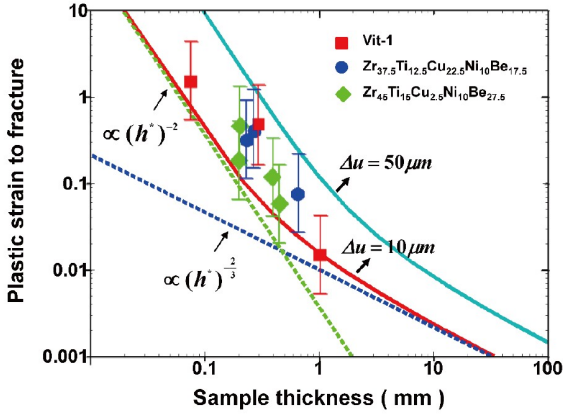 Plastic strain to fracture
10
1
0.1
0.01
0.001
Vit-1
Zr₃₇.₅Ti₁₂.₅Cu₂₂.₅Ni₁₀Be₁₇.₅
Zr₄₅Ti₁₅Cu₂.₅Ni₁₀Be₂₇.₅
∝(h*)⁻²
Δu = 50μm
Δu = 10μm
∝(h*)^(2/3)
0.1
1
10
100
Sample thickness ( mm )